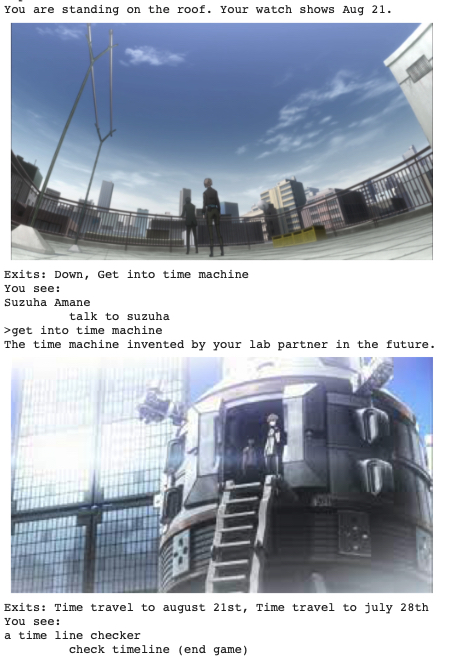 You are standing on the roof. Your watch shows Aug 21.
Exits: Down, Get into time machine
You see:
Suzuha Amane
talk to suzuha
>get into time machine
The time machine invented by your lab partner in the future.
Exits: Time travel to august 21st, Time travel to july 28th
You see:
a time line checker
check timeline (end game)